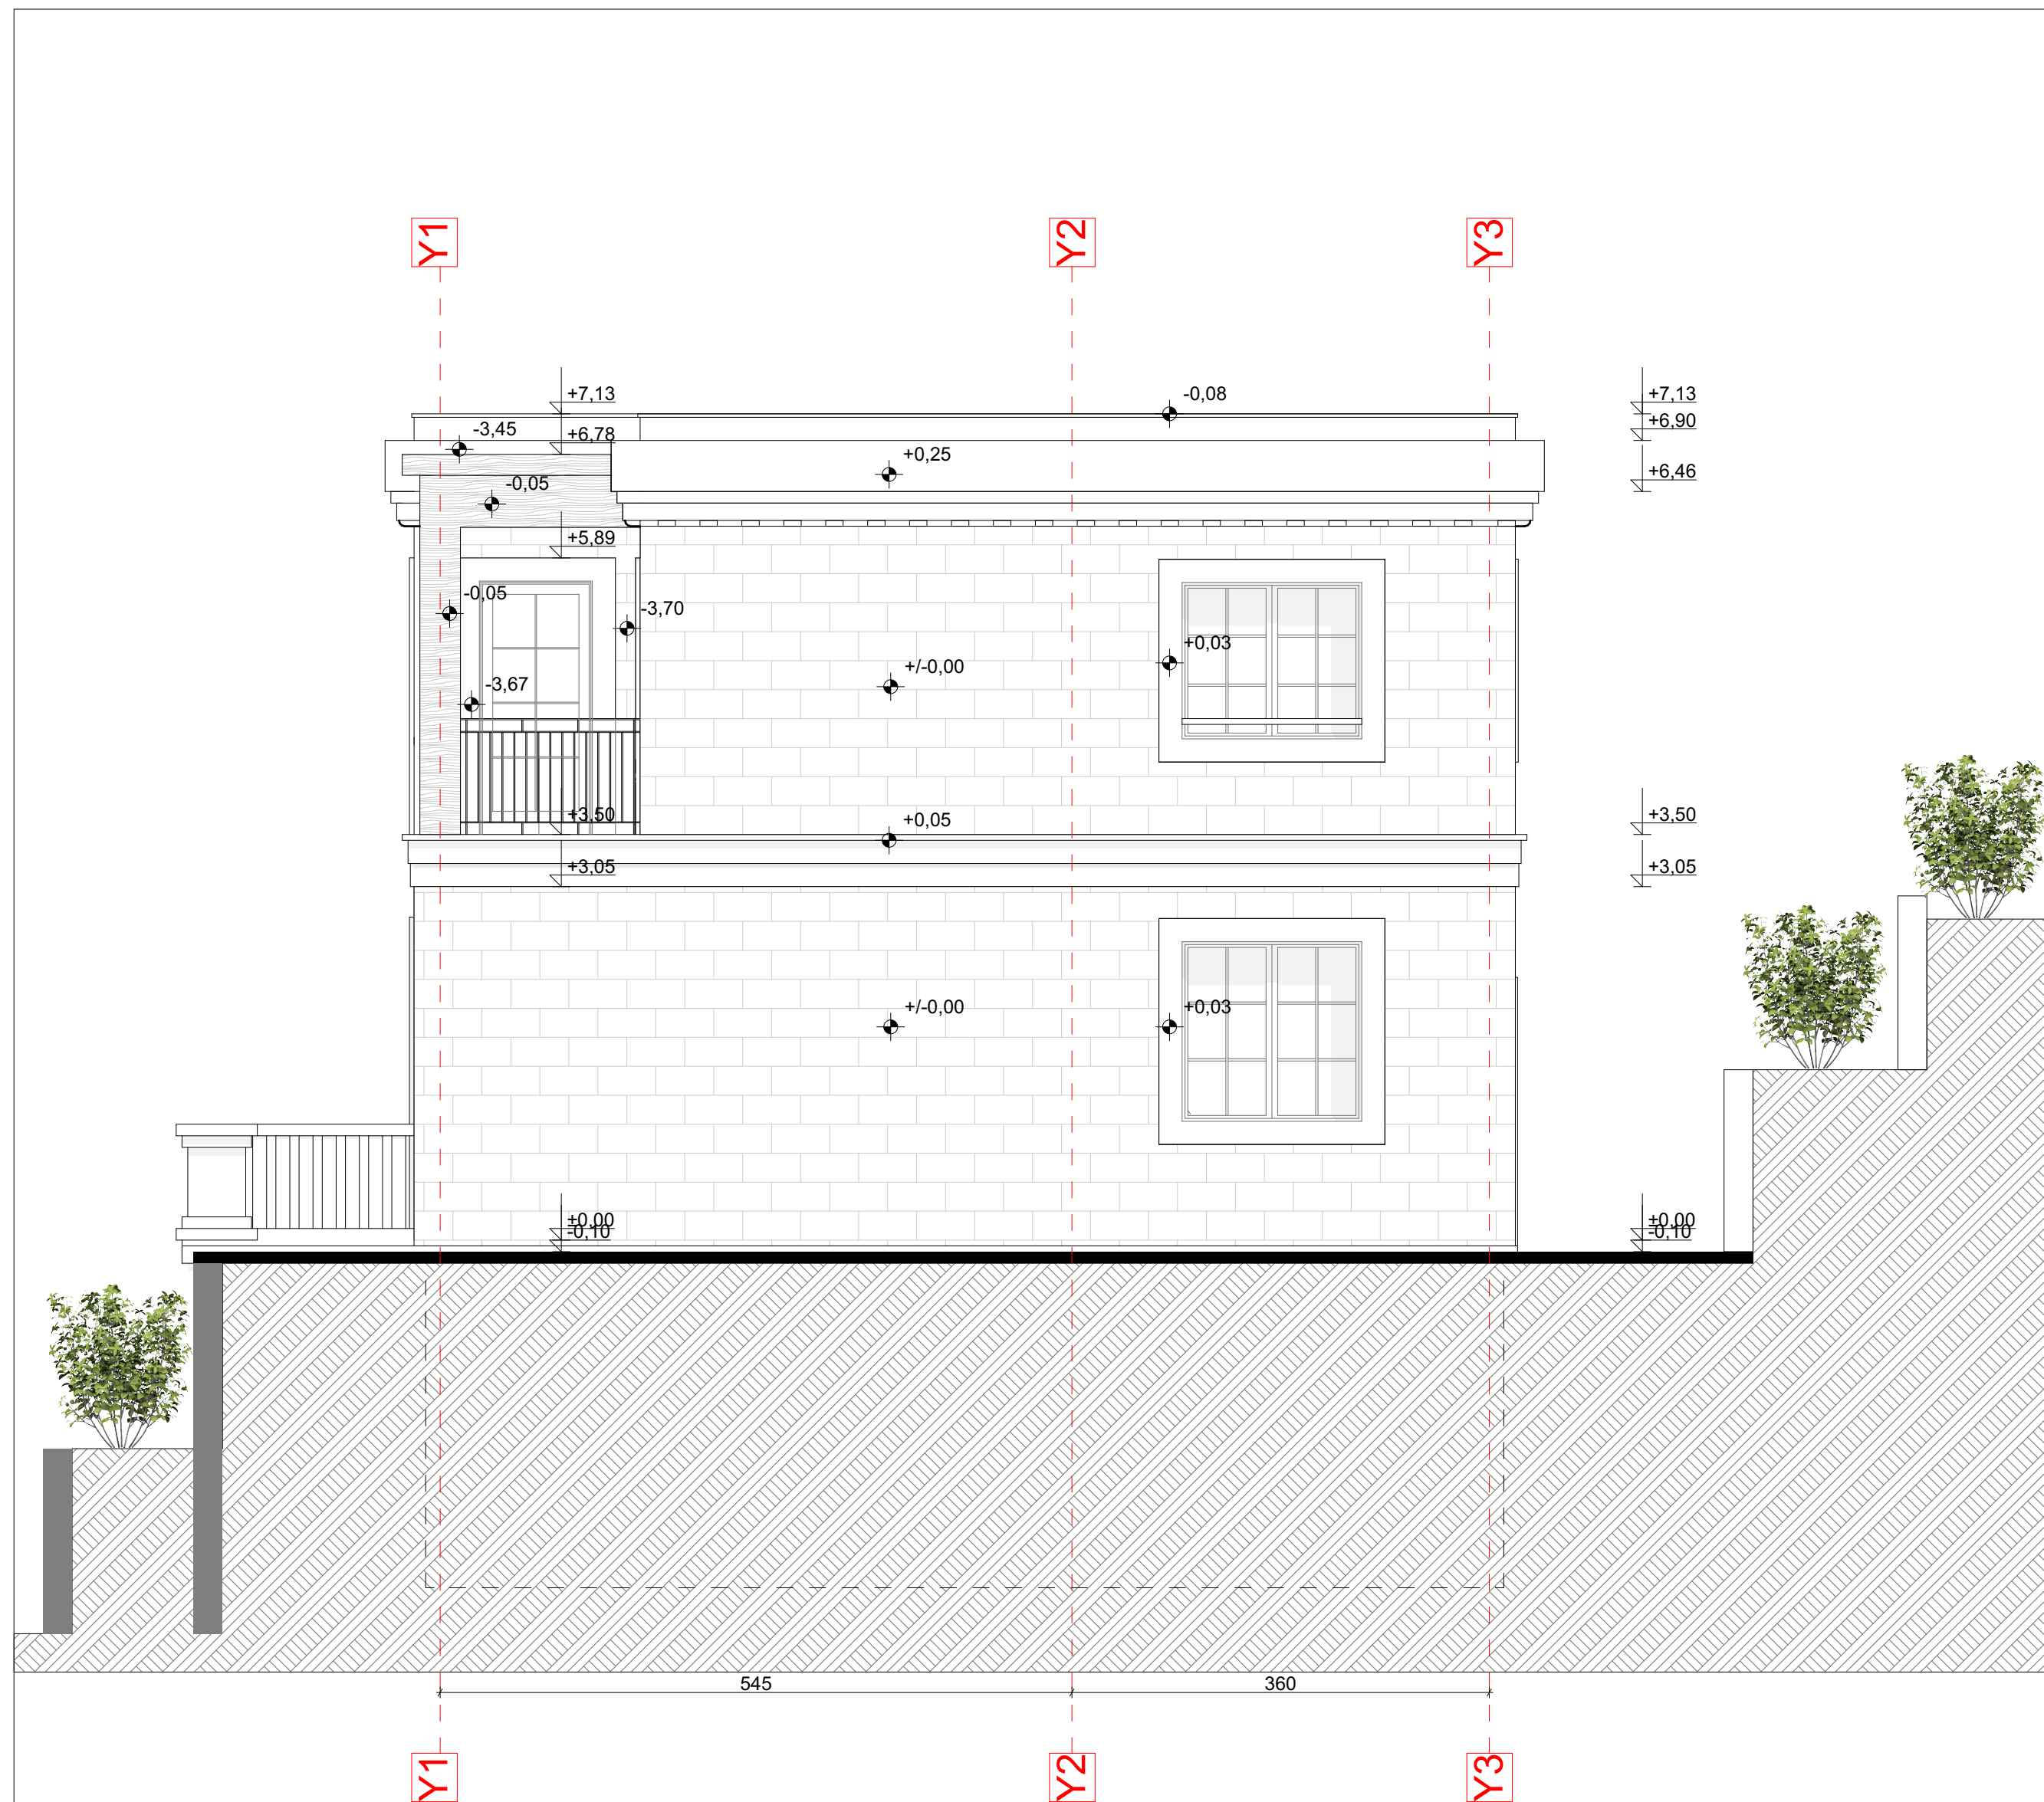 Y1 Y2 Y3
+7,13 -0,08 +7,13
-3,45 +6,78 +6,90
+0,25
+6,46
-0,05
+5,89
-0,05
-3,70
+0,03
+/-0,00
-3,67
+3,50 +0,05 +3,50
+3,05 +3,05
+/-0,00 +0,03
±0,00 ±0,00
-0,10 -0,10
545 360
Y1 Y2 Y3